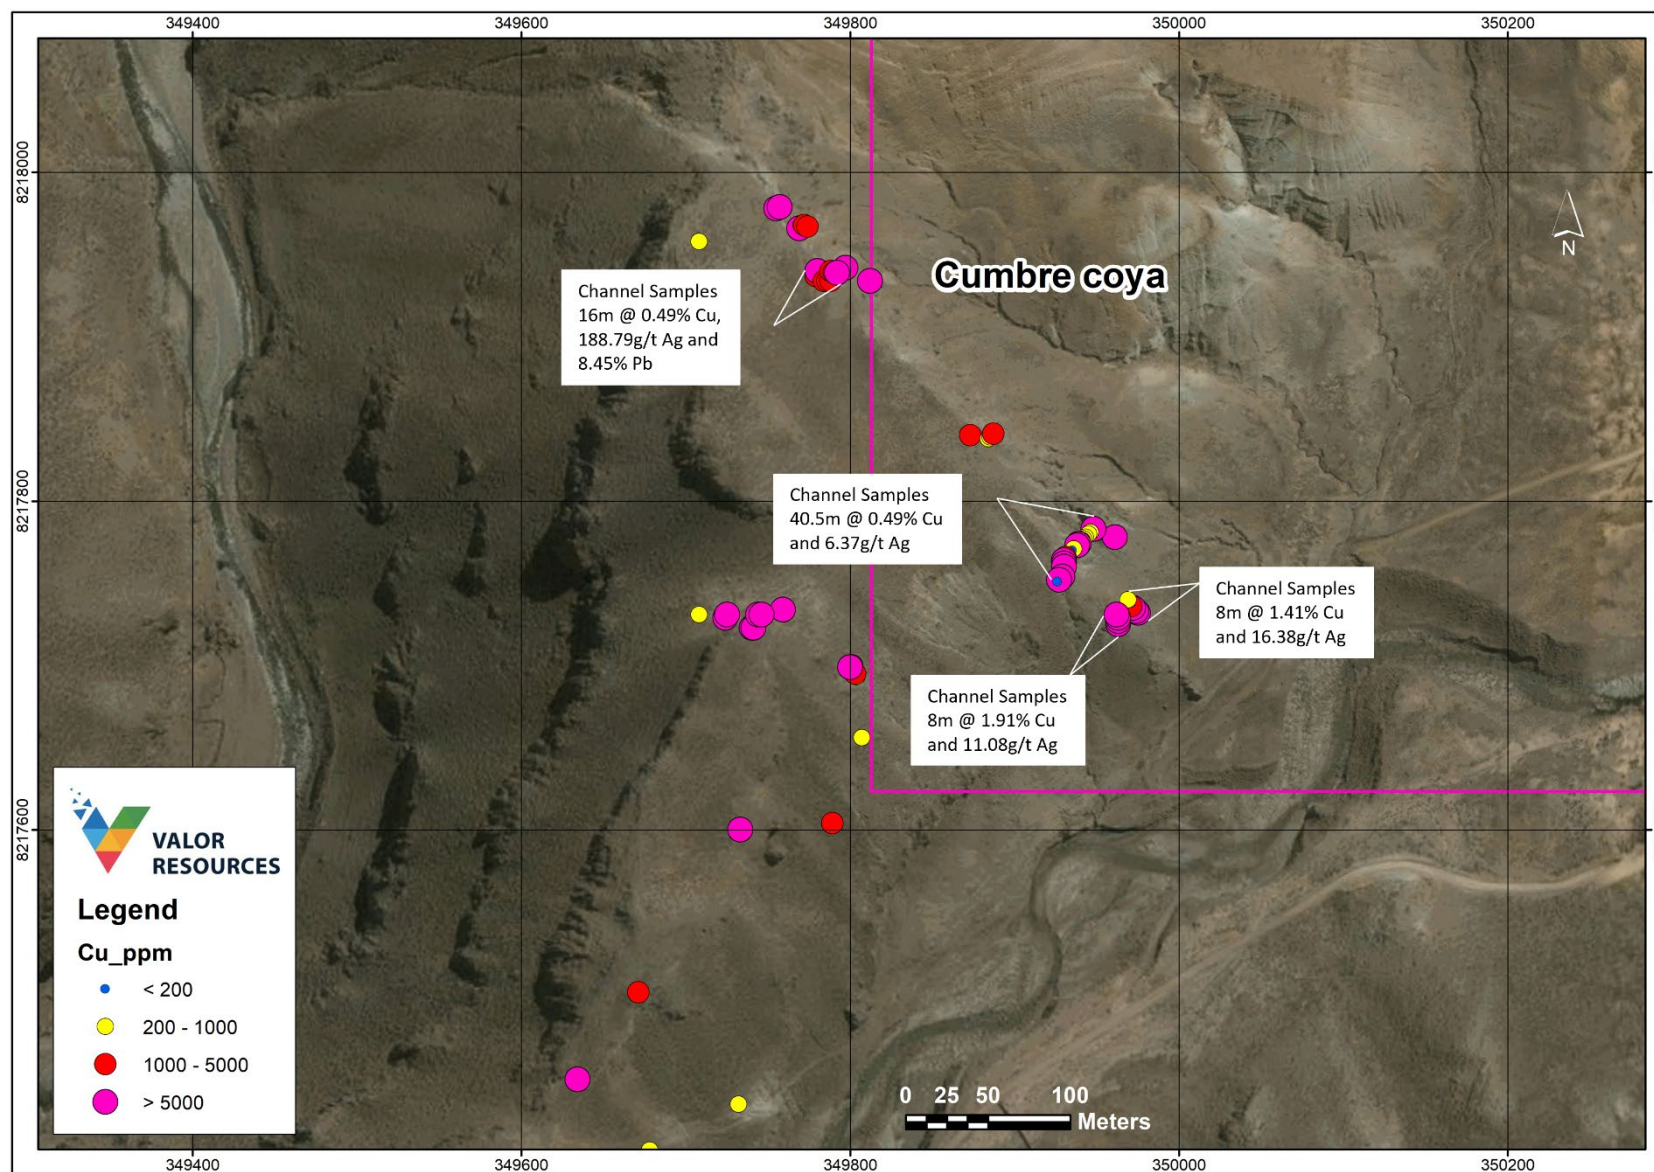 349400
349600
349800
350000
350200
8218000
8217800
8217600
N
Cumbre coya
Channel Samples
16m @ 0.49% Cu,
188.79g/t Ag and
8.45% Pb
Channel Samples
40.5m @ 0.49% Cu
and 6.37g/t Ag
Channel Samples
8m @ 1.41% Cu
and 16.38g/t Ag
Channel Samples
8m @ 1.91% Cu
and 11.08g/t Ag
VALOR
RESOURCES
Legend
Cu_ppm
< 200
200 - 1000
1000 - 5000
> 5000
0 25 50 100
Meters
349400
349600
349800
350000
350200